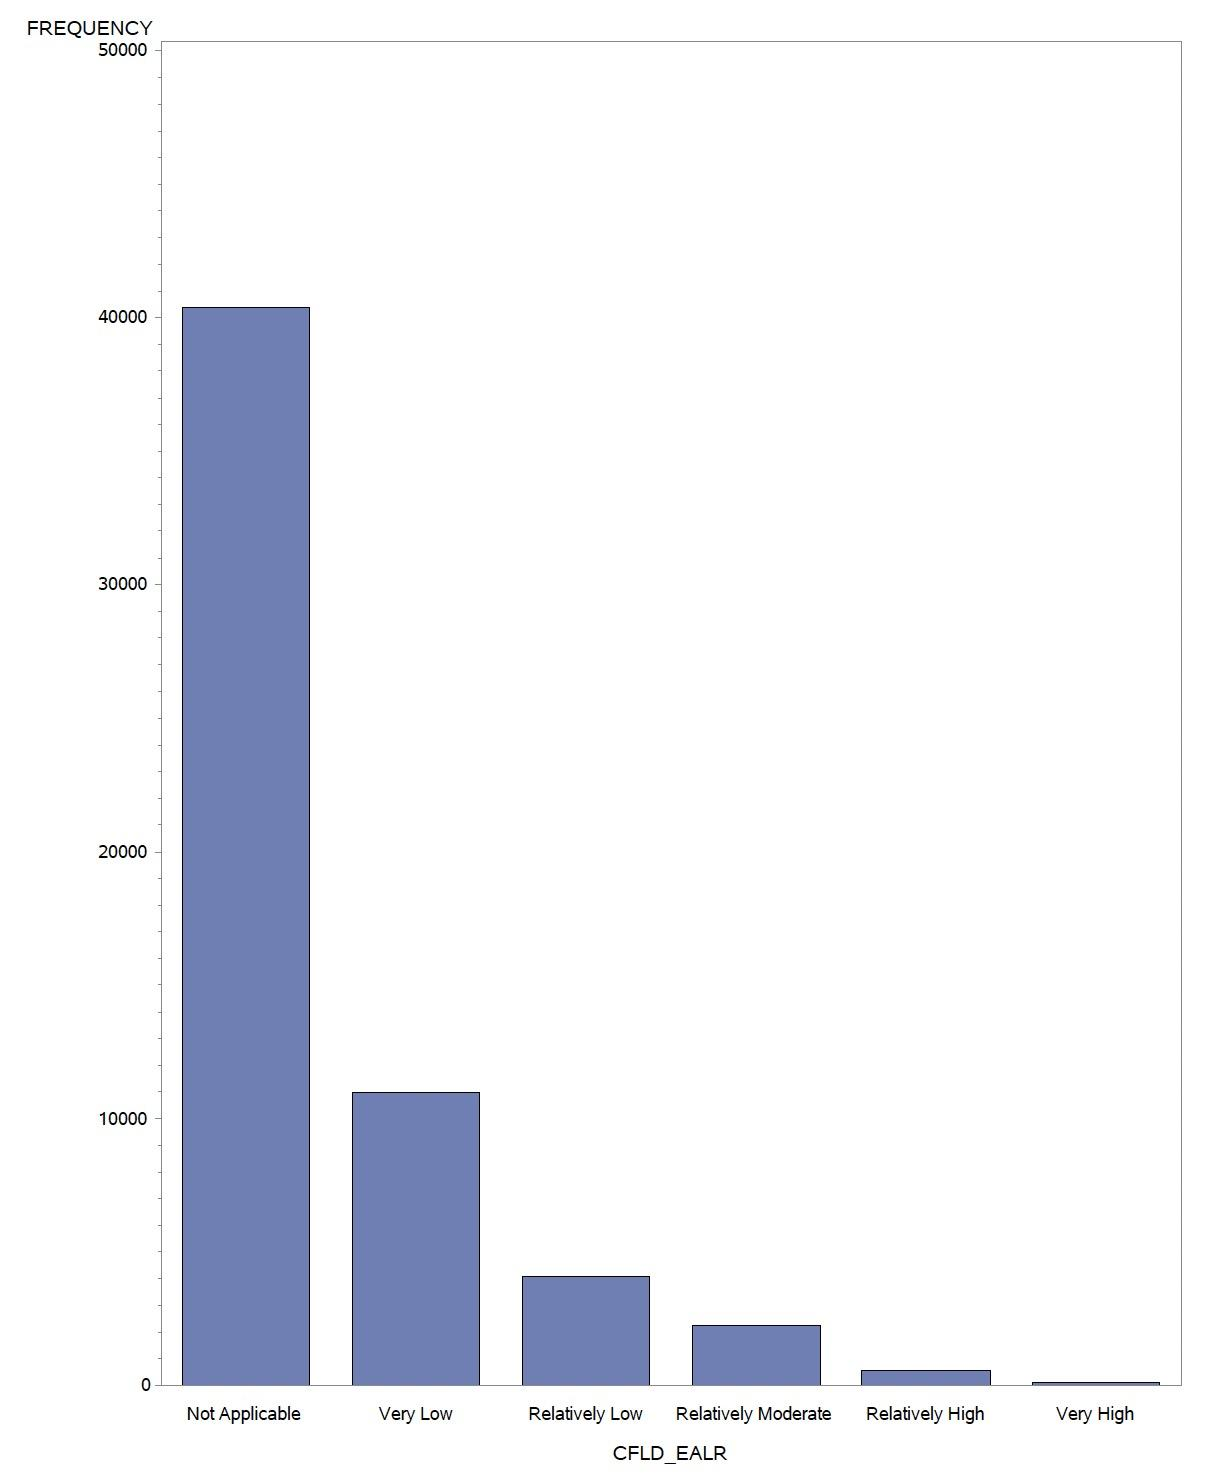 FREQUENCY
50000
40000
30000
20000
10000
0
Not Applicable Very Low Relatively Low Relatively Moderate Relatively High Very High
CFLD_EALR